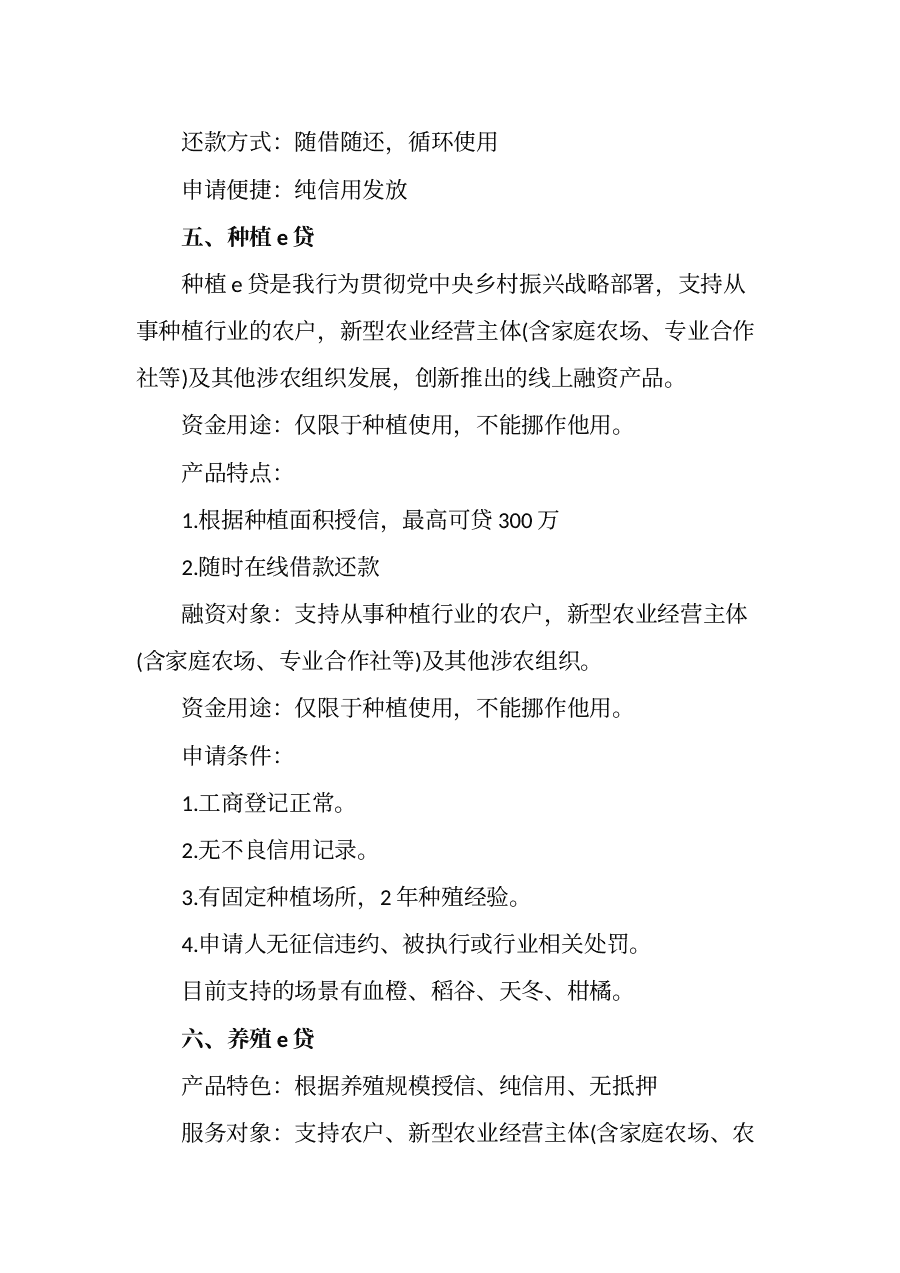 还款方式：随借随还，循环使用
申请便捷：纯信用发放
五、种植 e 贷
种植 e 贷是我行为贯彻党中央乡村振兴战略部署，支持从
事种植行业的农户，新型农业经营主体(含家庭农场、专业合作
社等)及其他涉农组织发展，创新推出的线上融资产品。
资金用途：仅限于种植使用，不能挪作他用。
产品特点：
1.根据种植面积授信，最高可贷 300 万
2.随时在线借款还款
融资对象：支持从事种植行业的农户，新型农业经营主体
(含家庭农场、专业合作社等)及其他涉农组织。
资金用途：仅限于种植使用，不能挪作他用。
申请条件：
1.工商登记正常。
2.无不良信用记录。
3.有固定种植场所，2 年种殖经验。
4.申请人无征信违约、被执行或行业相关处罚。
目前支持的场景有血橙、稻谷、天冬、柑橘。
六、养殖 e 贷
产品特色：根据养殖规模授信、纯信用、无抵押
服务对象：支持农户、新型农业经营主体(含家庭农场、农